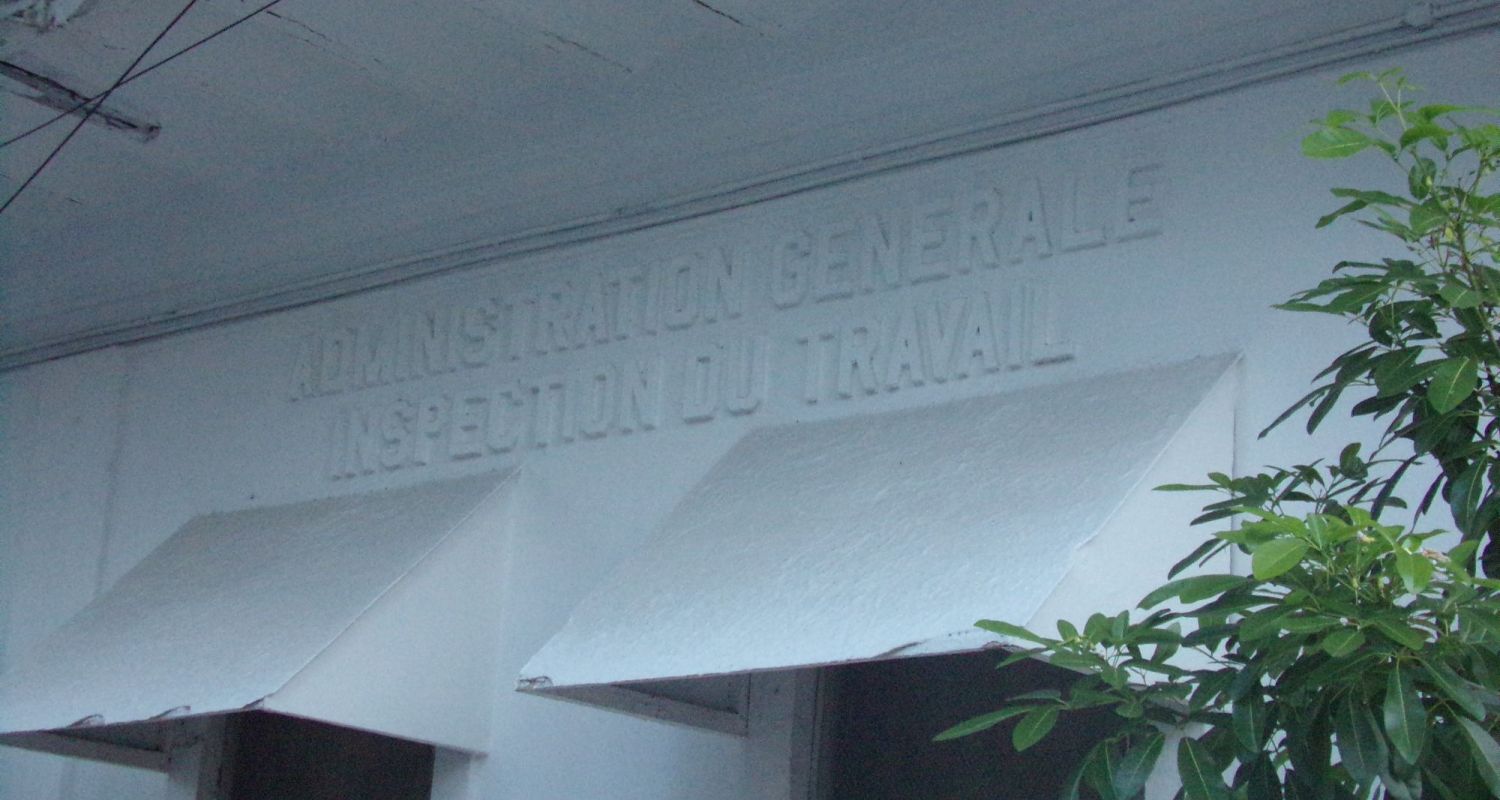 ADMINISTRATION GENERALE
INSPECTION DU TRAVAIL